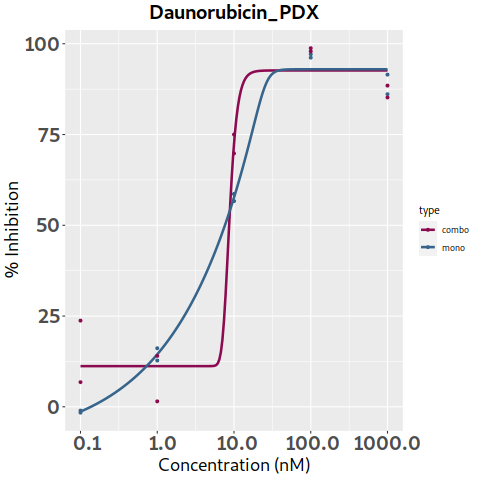 Daunorubicin_PDX
100
75
50
25
0
% Inhibition
0.1 1.0 10.0 100.0 1000.0
Concentration (nM)
type
combo
mono